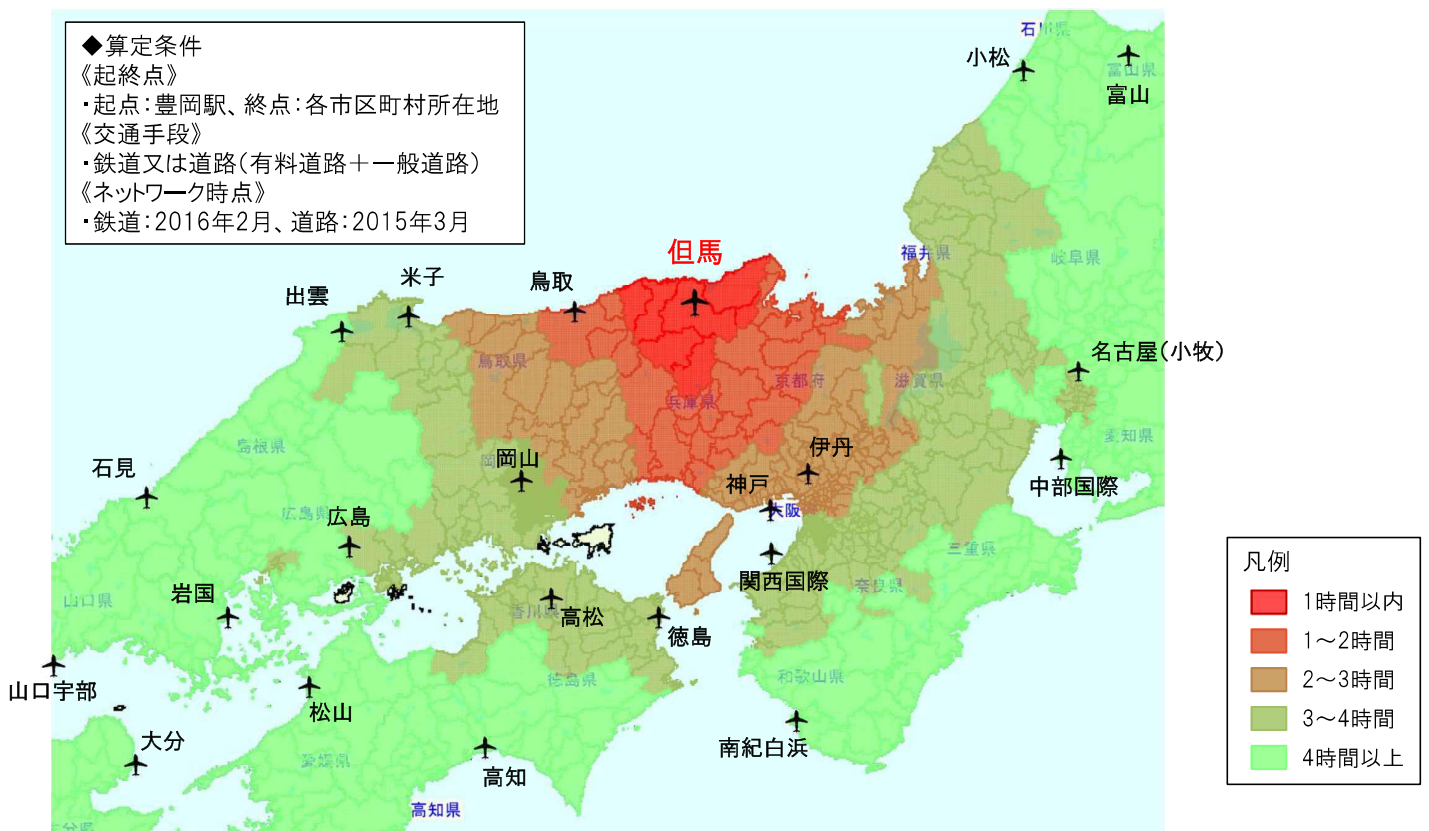 ◆算定条件
《起終点》
・起点：豊岡駅、終点：各市区町村所在地
《交通手段》
・鉄道又は道路（有料道路＋一般道路）
《ネットワーク時点》
・鉄道：2016年2月、道路：2015年3月
石川県
小松
富山県
富山
但馬
福井県
岐阜県
米子
鳥取
出雲
名古屋（小牧）
鳥取県
京都府
滋賀県
兵庫県
愛知県
島根県
伊丹
岡山
石見
神戸
中部国際
大阪
広島県
広島
三重県
関西国際
奈良県
岩国
山口県
香川県
高松
徳島
徳島県
和歌山県
山口宇部
松山
大分
南紀白浜
愛媛県
高知
高知県
大分県
凡例
1時間以内
1～2時間
2～3時間
3～4時間
4時間以上